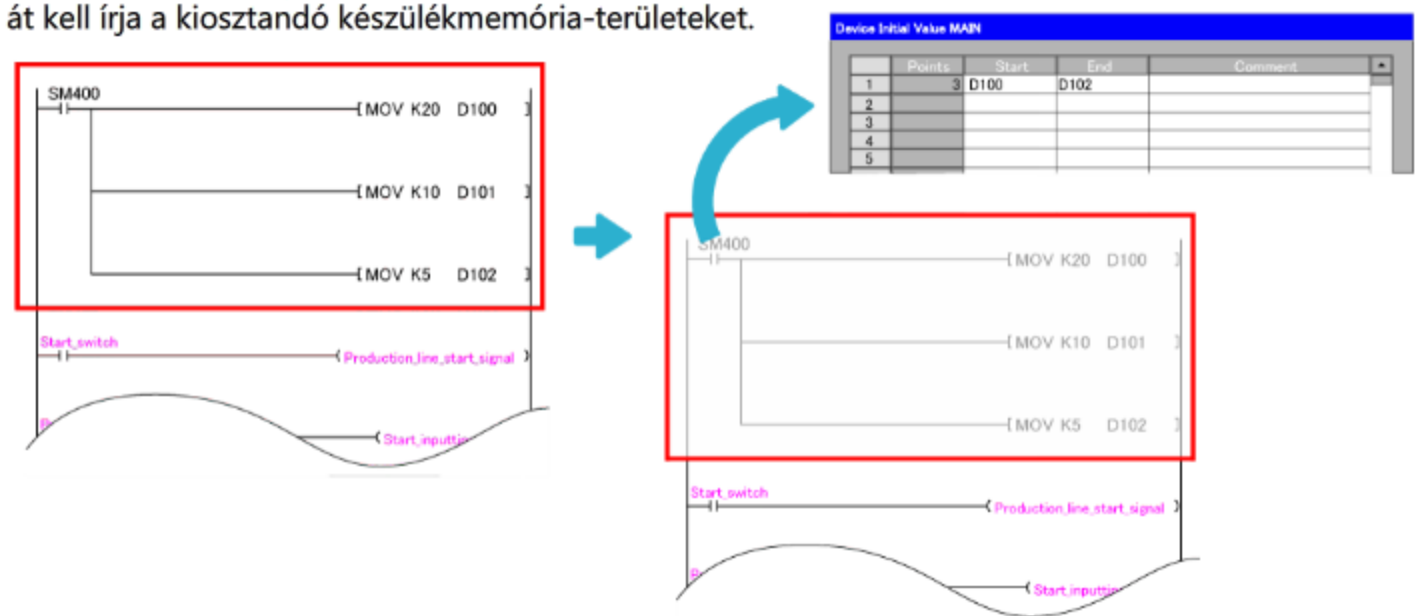 át kell írja a kiosztandó készülékmemória-területeket.
Device Initial Value MAIN
Points Start End Comment
1 3 D100 D102
2
3
4
5
SM400
[ MOV K20 D100 ]
[ MOV K10 D101 ]
[ MOV K5 D102 ]
Start_switch
( Production_line_start_signal )
( Start_inputtin
SM400
[ MOV K20 D100 ]
[ MOV K10 D101 ]
[ MOV K5 D102 ]
Start_switch
( Production_line_start_signal )
( Start_inputtin